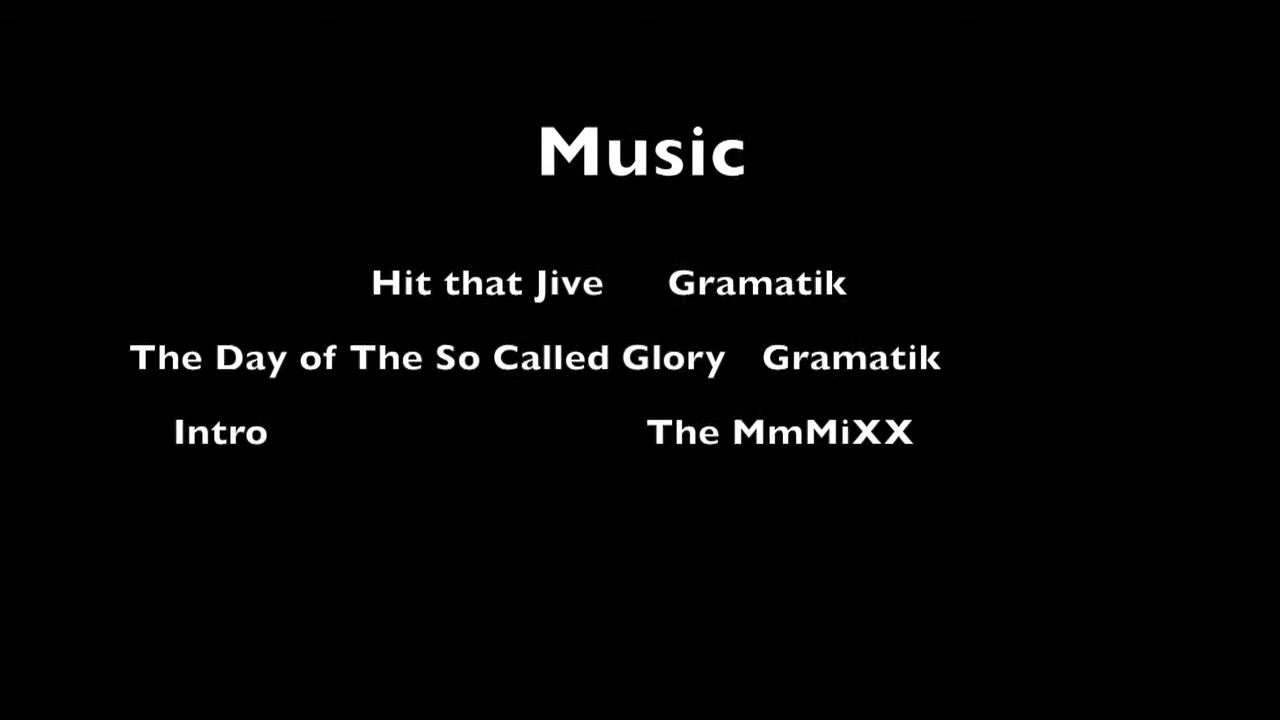 Music
Hit that Jive Gramatik
The Day of The So Called Glory Gramatik
Intro The MmMiXX